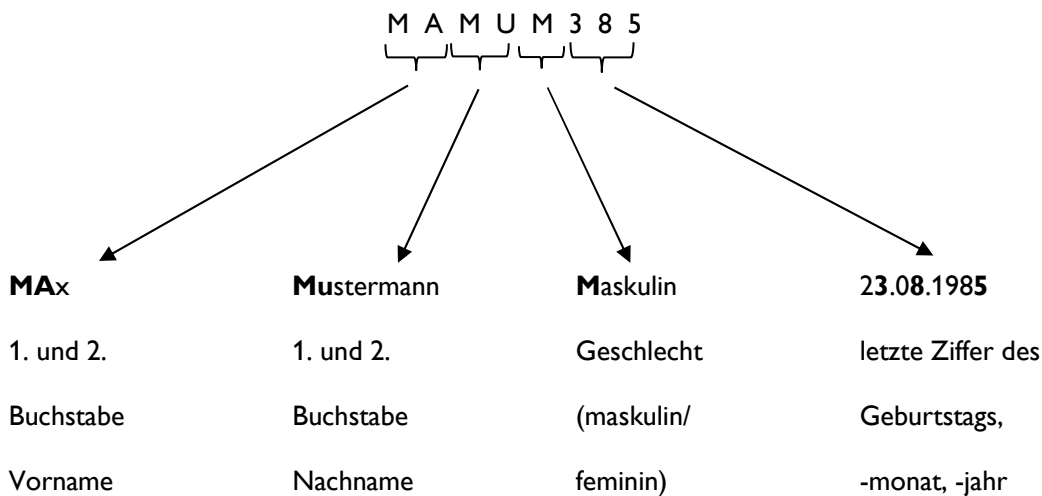 M A M U M 3 8 5
MAx Mustermann Maskulin 23.08.1985
1. und 2. 1. und 2. Geschlecht letzte Ziffer des
Buchstabe Buchstabe (maskulin/ Geburtstags,
Vorname Nachname feminin) -monat, -jahr